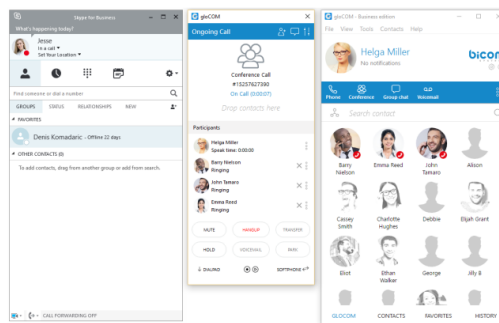 Skype for Business
What's happening today?
Jesse
In a call
Set Your Location
Find someone or dial a number
GROUPS STATUS RELATIONSHIPS NEW
FAVORITES
Denis Komadaric - Offline 22 days
OTHER CONTACTS (0)
To add contacts, drag from another group or add from search.
CALL FORWARDING OFF
gloCOM
Ongoing Call
Conference Call
#15257627390
On Call (0:00:07)
Drop contacts here
Participants
Helga Miller
Spent time: 0:00:00
Barry Nielson
Ringing
John Tamaro
Ringing
Emma Reed
Ringing
MUTE HANGUP TRANSFER
HOLD VOICEMAIL PARK
DIALPAD SOFTPHONE
gloCOM - Business edition
File View Tools Contacts Help
Helga Miller
No notifications
bicom
Phone Conference Group chat Voicemail
Search contact
Barry Nielson
Emma Reed
John Tamaro
Alison
Cassey Smith
Charlotte Hughes
Debbie
Elijah Grant
Eliot
Ethan Walker
George
Jilly B
GLOCOM CONTACTS FAVORITES HISTORY